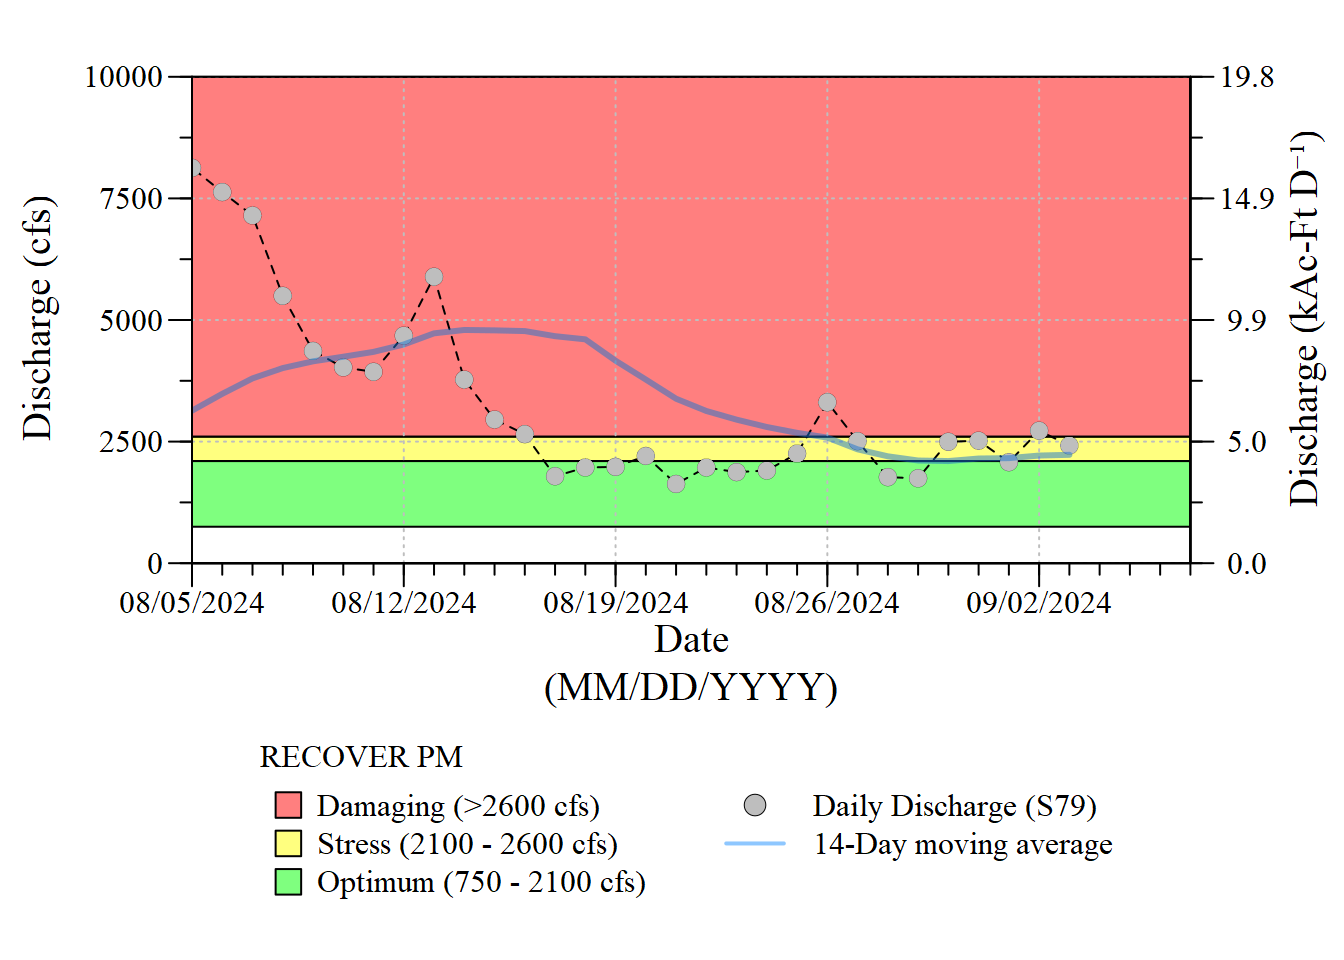 10000
7500
5000
2500
0
Discharge (cfs)
19.8
14.9
9.9
5.0
0.0
Discharge (kAc-Ft D⁻¹)
08/05/2024 08/12/2024 08/19/2024 08/26/2024 09/02/2024
Date
(MM/DD/YYYY)
RECOVER PM
Damaging (>2600 cfs)
Stress (2100 - 2600 cfs)
Optimum (750 - 2100 cfs)
Daily Discharge (S79)
14-Day moving average